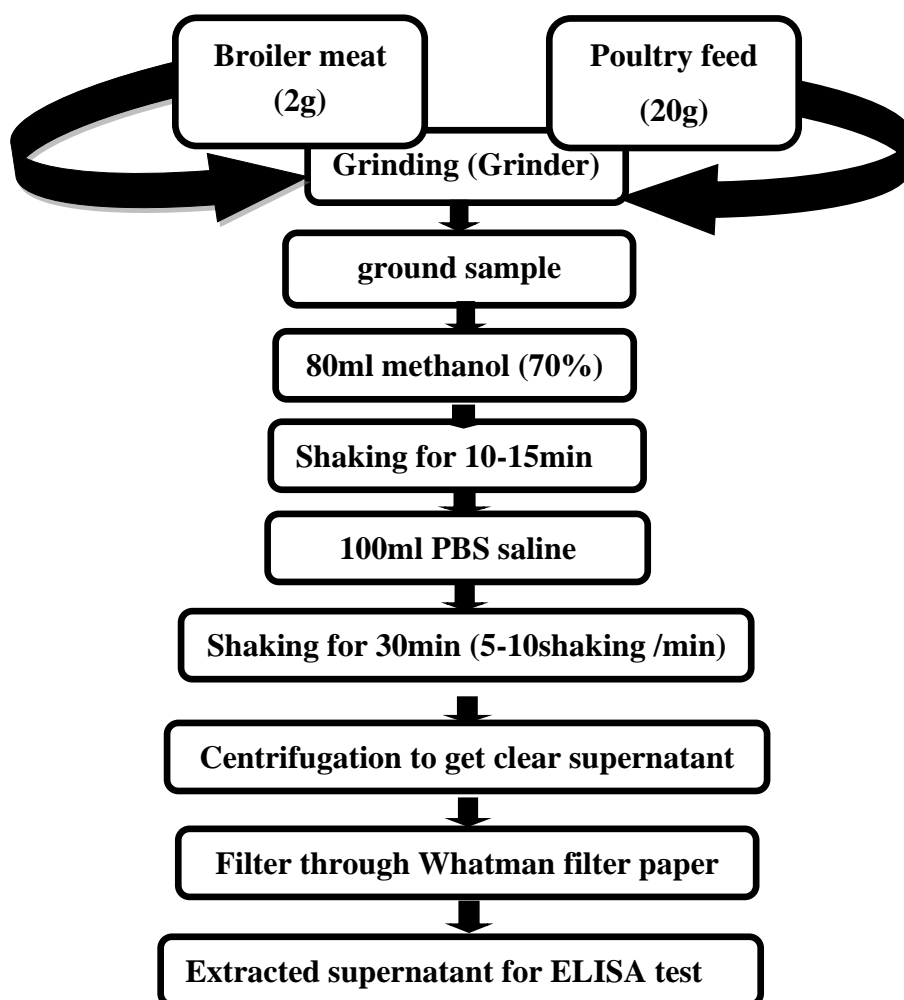 Broiler meat
(2g)
Poultry feed
(20g)
Grinding (Grinder)
ground sample
80ml methanol (70%)
Shaking for 10-15min
100ml PBS saline
Shaking for 30min (5-10shaking /min)
Centrifugation to get clear supernatant
Filter through Whatman filter paper
Extracted supernatant for ELISA test